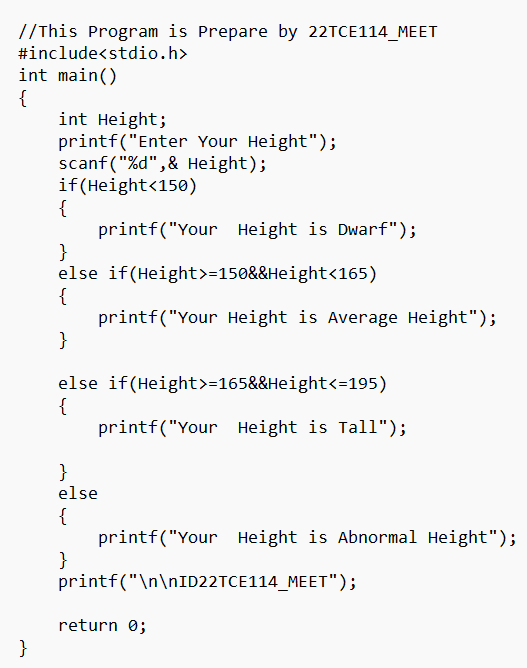 //This Program is Prepare by 22TCE114_MEET
#include<stdio.h>
int main()
{
    int Height;
    printf("Enter Your Height");
    scanf("%d",& Height);
    if(Height<150)
    {
        printf("Your  Height is Dwarf");
    }
    else if(Height>=150&&Height<165)
    {
        printf("Your Height is Average Height");
    }

    else if(Height>=165&&Height<=195)
    {
        printf("Your  Height is Tall");

    }
    else
    {
        printf("Your  Height is Abnormal Height");
    }
    printf("\n\nID22TCE114_MEET");

    return 0;
}